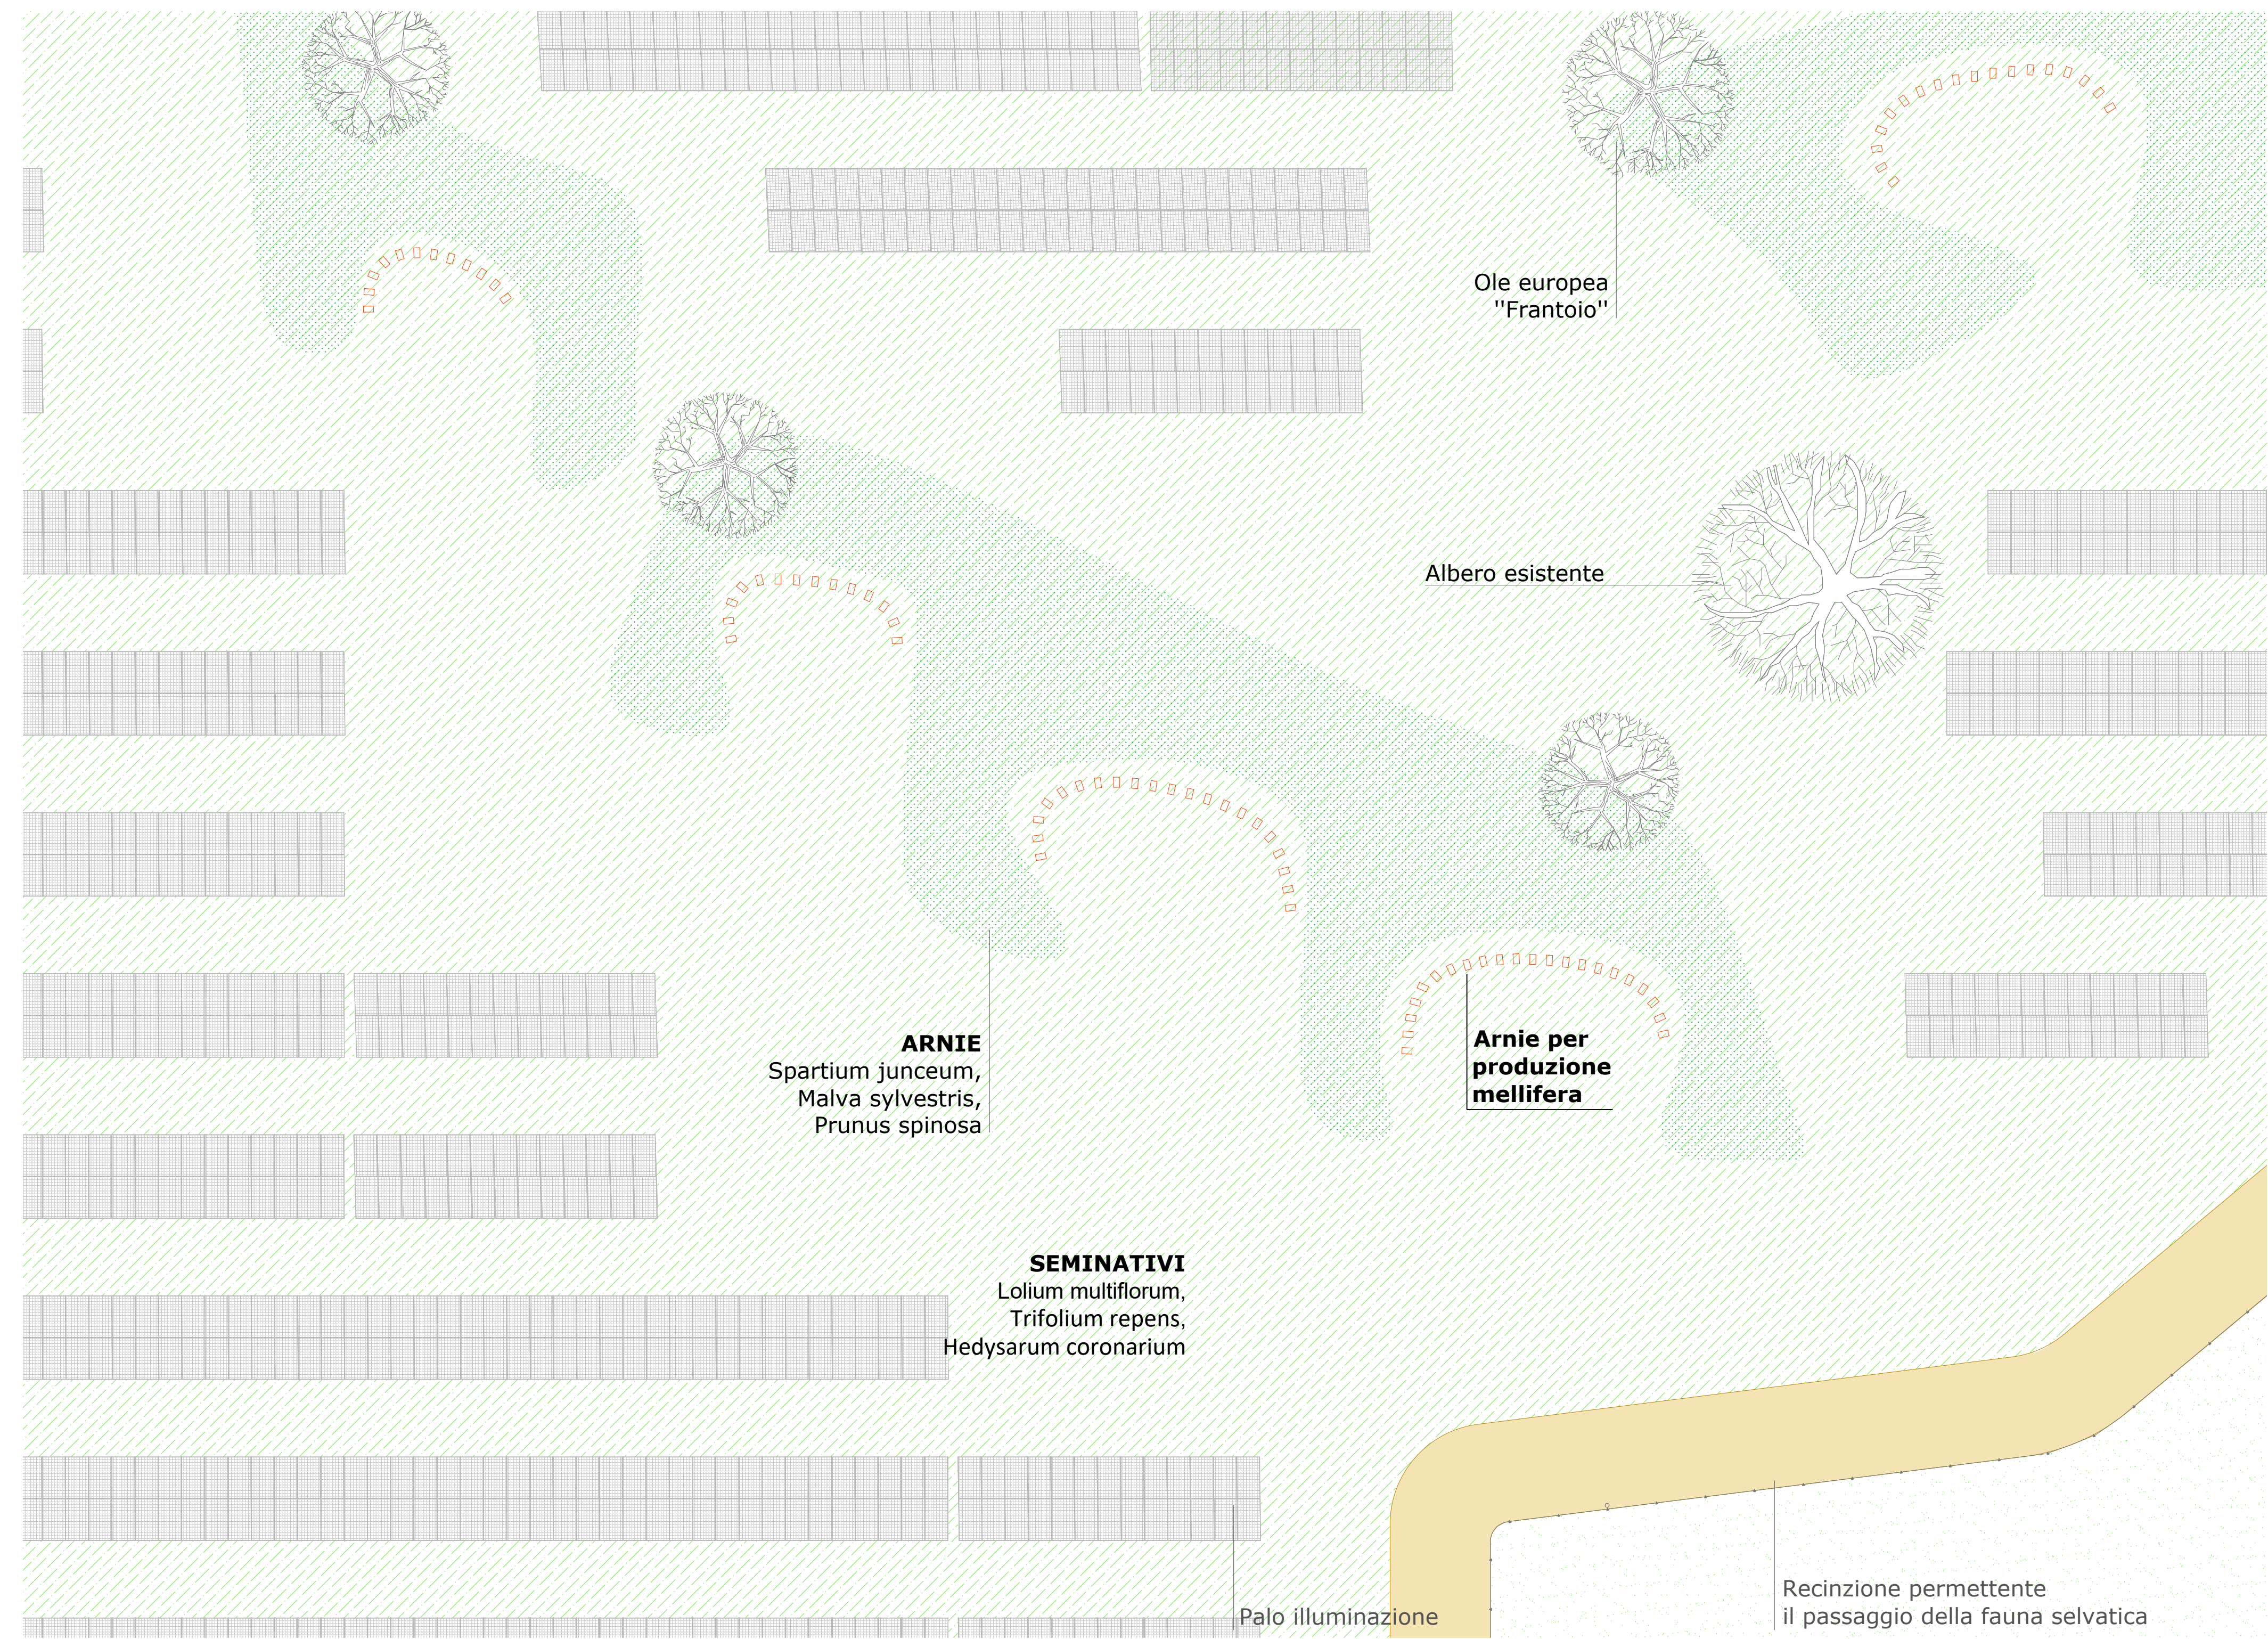 Ole europea
"Frantoio"
Albero esistente
ARNIE
Spartium junceum,
Malva sylvestris,
Prunus spinosa
Arnie per
produzione
mellifera
SEMINATIVI
Lolium multiflorum,
Trifolium repens,
Hedysarum coronarium
Palo illuminazione
Recinzione permettente
il passaggio della fauna selvatica